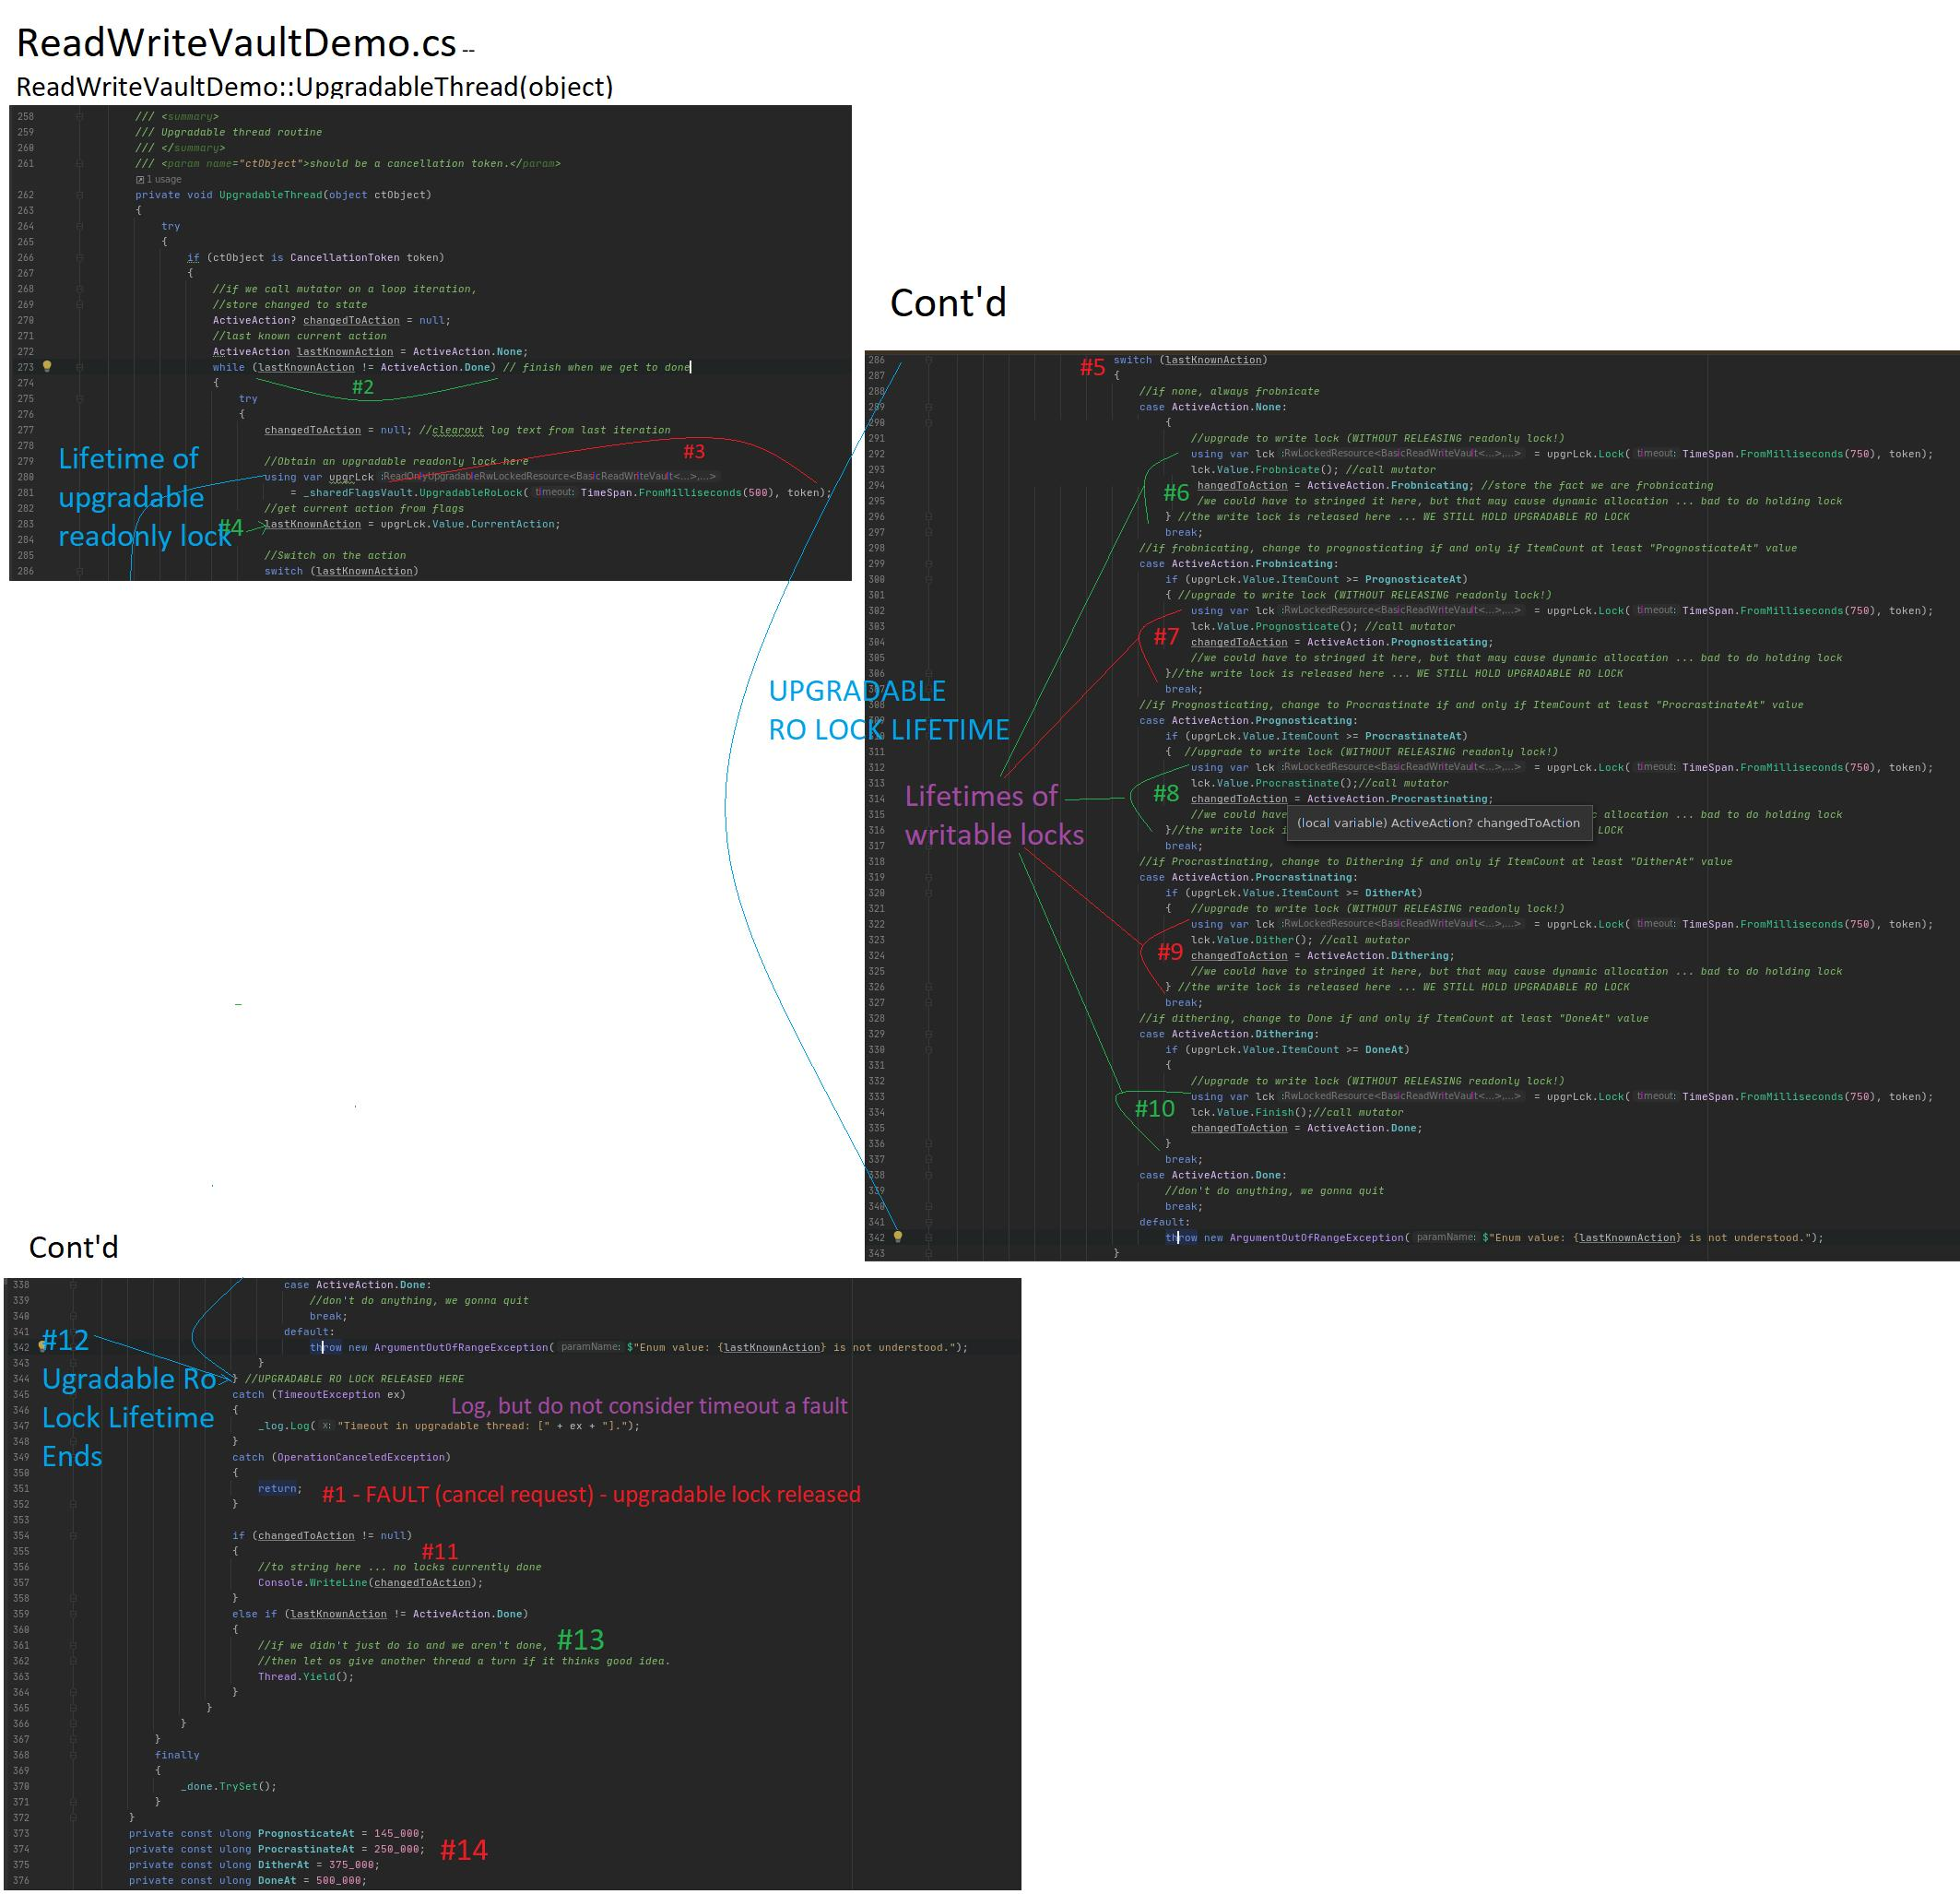 ReadWriteVaultDemo.cs --
ReadWriteVaultDemo::UpgradableThread(object)
258 /// <summary>
259 /// Upgradable thread routine
260 /// </summary>
261 /// <param name="ctObject">should be a cancellation token.</param>
1 usage
262 private void UpgradableThread(object ctObject)
263 {
264 try
265 {
266 if (ctObject is CancellationToken token)
267 {
268 //if we call mutator on a loop iteration,
269 //store changed to state
270 ActiveAction? changedToAction = null;
271 //last known current action
272 ActiveAction lastKnownAction = ActiveAction.None;
273 while (lastKnownAction != ActiveAction.Done) // finish when we get to done
274 {
#2
275 try
276 {
277 changedToAction = null; //clearout log text from last iteration
278
#3
279 //Obtain an upgradable readonly lock here
280 using var upgrLck :ReadOnlyUpgradableRwLockedResource<BasicReadWriteVault<...>,...>
281 = _sharedFlagsVault.UpgradableRoLock( timeout: TimeSpan.FromMilliseconds(500), token);
282 //get current action from flags
283 lastKnownAction = upgrLck.Value.CurrentAction;
284
285 //Switch on the action
286 switch (lastKnownAction)
Lifetime of
upgradable
readonly lock
#4
Cont'd
286 switch (lastKnownAction)
#5
287 {
288 //if none, always frobnicate
289 case ActiveAction.None:
290 {
291 //upgrade to write lock (WITHOUT RELEASING readonly lock!)
292 using var lck :RwLockedResource<BasicReadWriteVault<...>,...> = upgrLck.Lock( timeout: TimeSpan.FromMilliseconds(750), token);
293 lck.Value.Frobnicate(); //call mutator
294 hangedToAction = ActiveAction.Frobnicating; //store the fact we are frobnicating
#6
295 /we could have to stringed it here, but that may cause dynamic allocation ... bad to do holding lock
296 } //the write lock is released here ... WE STILL HOLD UPGRADABLE RO LOCK
297 break;
298 //if frobnicating, change to prognosticating if and only if ItemCount at least "PrognosticateAt" value
299 case ActiveAction.Frobnicating:
300 if (upgrLck.Value.ItemCount >= PrognosticateAt)
301 { //upgrade to write lock (WITHOUT RELEASING readonly lock!)
302 using var lck :RwLockedResource<BasicReadWriteVault<...>,...> = upgrLck.Lock( timeout: TimeSpan.FromMilliseconds(750), token);
303 lck.Value.Prognosticate(); //call mutator
#7
304 changedToAction = ActiveAction.Prognosticating;
305 //we could have to stringed it here, but that may cause dynamic allocation ... bad to do holding lock
306 }//the write lock is released here ... WE STILL HOLD UPGRADABLE RO LOCK
307 break;
308 //if Prognosticating, change to Procrastinate if and only if ItemCount at least "ProcrastinateAt" value
309 case ActiveAction.Prognosticating:
310 if (upgrLck.Value.ItemCount >= ProcrastinateAt)
311 { //upgrade to write lock (WITHOUT RELEASING readonly lock!)
312 using var lck :RwLockedResource<BasicReadWriteVault<...>,...> = upgrLck.Lock( timeout: TimeSpan.FromMilliseconds(750), token);
313 lck.Value.Procrastinate();//call mutator
#8
314 changedToAction = ActiveAction.Procrastinating;
315 //we could have c allocation ... bad to do holding lock
(local variable) ActiveAction? changedToAction
316 }//the write lock i LOCK
317 break;
318 //if Procrastinating, change to Dithering if and only if ItemCount at least "DitherAt" value
319 case ActiveAction.Procrastinating:
320 if (upgrLck.Value.ItemCount >= DitherAt)
321 { //upgrade to write lock (WITHOUT RELEASING readonly lock!)
322 using var lck :RwLockedResource<BasicReadWriteVault<...>,...> = upgrLck.Lock( timeout: TimeSpan.FromMilliseconds(750), token);
323 lck.Value.Dither(); //call mutator
#9
324 changedToAction = ActiveAction.Dithering;
325 //we could have to stringed it here, but that may cause dynamic allocation ... bad to do holding lock
326 } //the write lock is released here ... WE STILL HOLD UPGRADABLE RO LOCK
327 break;
328 //if dithering, change to Done if and only if ItemCount at least "DoneAt" value
329 case ActiveAction.Dithering:
330 if (upgrLck.Value.ItemCount >= DoneAt)
331 {
332 //upgrade to write lock (WITHOUT RELEASING readonly lock!)
333 using var lck :RwLockedResource<BasicReadWriteVault<...>,...> = upgrLck.Lock( timeout: TimeSpan.FromMilliseconds(750), token);
#10
334 lck.Value.Finish();//call mutator
335 changedToAction = ActiveAction.Done;
336 }
337 break;
338 case ActiveAction.Done:
339 //don't do anything, we gonna quit
340 break;
341 default:
342 throw new ArgumentOutOfRangeException( paramName: $"Enum value: {lastKnownAction} is not understood.");
343 }
UPGRADABLE
RO LOCK LIFETIME
Lifetimes of
writable locks
Cont'd
338 case ActiveAction.Done:
339 //don't do anything, we gonna quit
340 break;
341 default:
342 throw new ArgumentOutOfRangeException( paramName: $"Enum value: {lastKnownAction} is not understood.");
343 }
344 } //UPGRADABLE RO LOCK RELEASED HERE
#12
Ugradable Ro
Lock Lifetime
Ends
345 catch (TimeoutException ex)
346 {
Log, but do not consider timeout a fault
347 _log.Log( x: "Timeout in upgradable thread: [" + ex + "].");
348 }
349 catch (OperationCanceledException)
350 {
351 return;
#1 - FAULT (cancel request) - upgradable lock released
352 }
353
354 if (changedToAction != null)
355 {
#11
356 //to string here ... no locks currently done
357 Console.WriteLine(changedToAction);
358 }
359 else if (lastKnownAction != ActiveAction.Done)
360 {
361 //if we didn't just do io and we aren't done,
#13
362 //then let us give another thread a turn if it thinks good idea.
363 Thread.Yield();
364 }
365 }
366 }
367 }
368 finally
369 {
370 _done.TrySet();
371 }
372 }
373 private const ulong PrognosticateAt = 145_000;
374 private const ulong ProcrastinateAt = 250_000;
#14
375 private const ulong DitherAt = 375_000;
376 private const ulong DoneAt = 500_000;